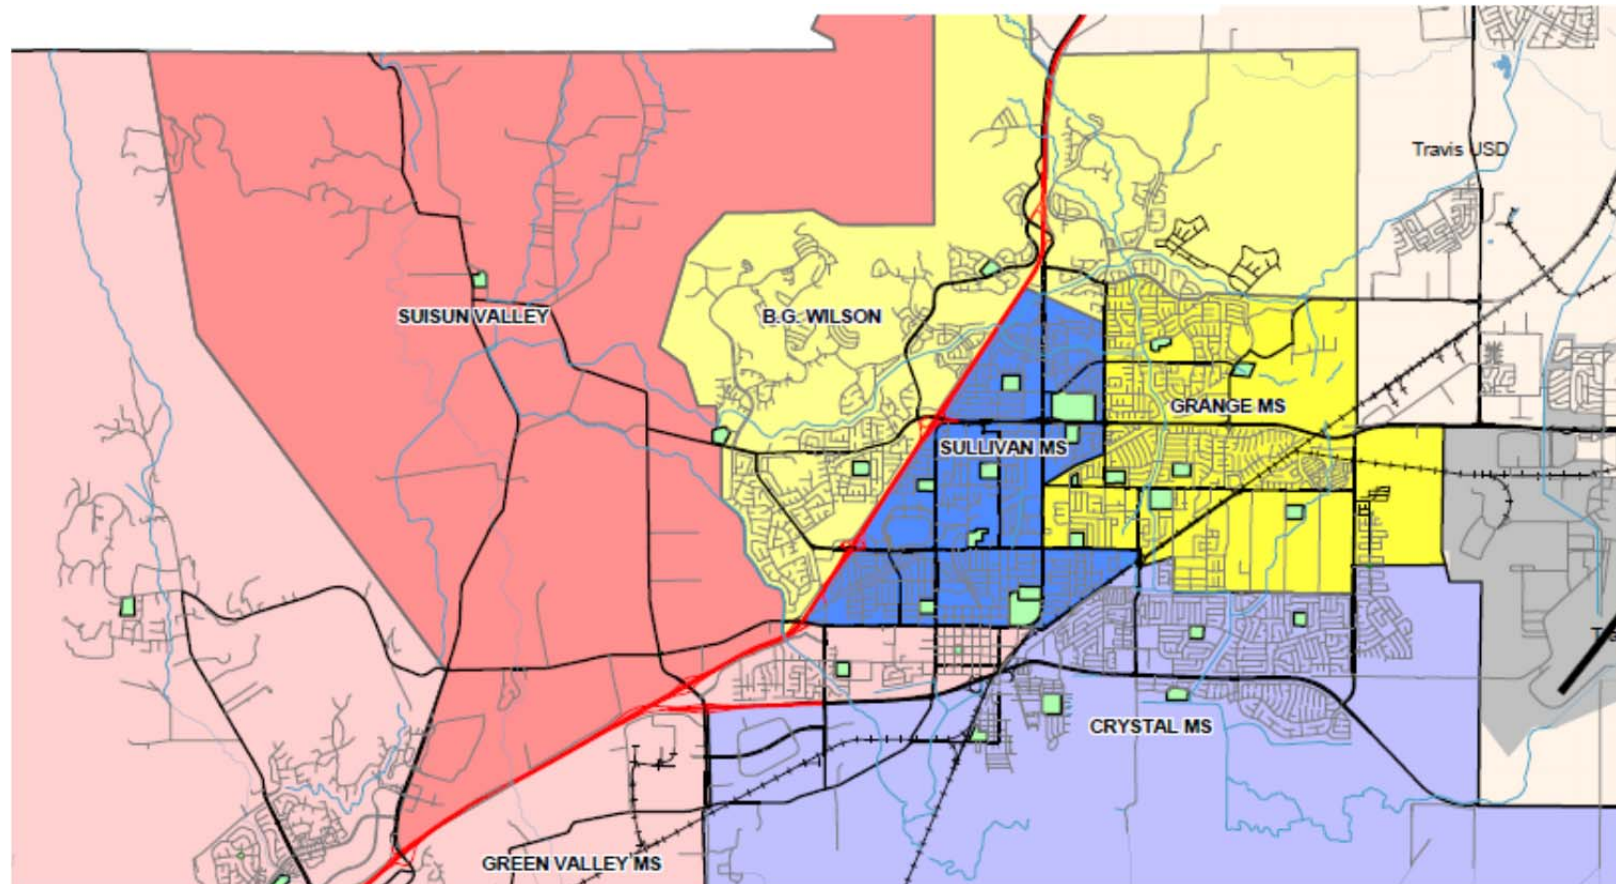 Travis USD
SUISUN VALLEY
B.G. WILSON
GRANGE MS
SULLIVAN MS
CRYSTAL MS
GREEN VALLEY MS